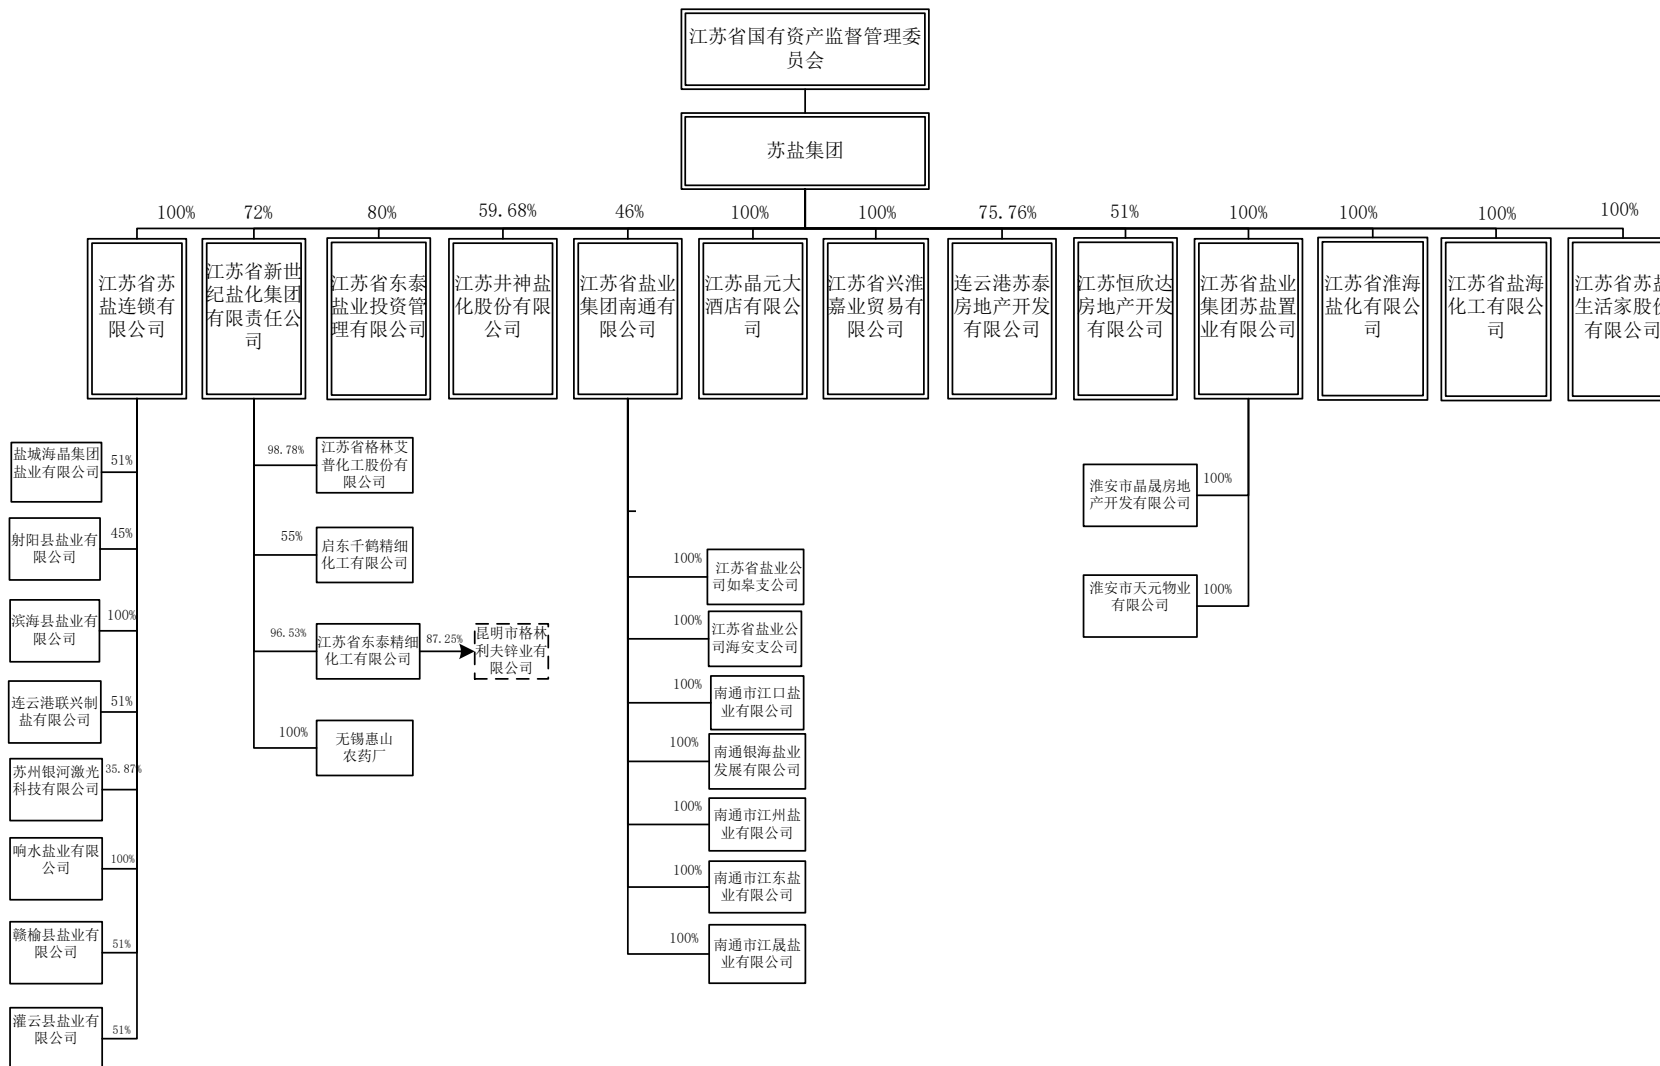 江苏省国有资产监督管理委
员会
苏盐集团
100%
72%
80%
59.68%
46%
100%
100%
75.76%
51%
100%
100%
100%
100%
江苏省苏
盐连锁有
限公司
江苏省新世
纪盐化集团
有限责任公
司
江苏省东泰
盐业投资管
理有限公司
江苏井神盐
化股份有限
公司
江苏省盐业
集团南通有
限公司
江苏晶元大
酒店有限公
司
江苏省兴淮
嘉业贸易有
限公司
连云港苏泰
房地产开发
有限公司
江苏恒欣达
房地产开发
有限公司
江苏省盐业
集团苏盐置
业有限公司
江苏省淮海
盐化有限公
司
江苏省盐海
化工有限公
司
江苏省苏盐
生活家股份
有限公司
盐城海晶集团
盐业有限公司
51%
射阳县盐业有
限公司
45%
滨海县盐业有
限公司
100%
连云港联兴制
盐有限公司
51%
苏州银河激光
科技有限公司
35.87%
响水盐业有限
公司
100%
赣榆县盐业有
限公司
51%
灌云县盐业有
限公司
51%
98.78%
江苏省格林艾
普化工股份有
限公司
55%
启东千鹤精细
化工有限公司
96.53%
江苏省东泰精细
化工有限公司
87.25%
昆明市格林
利夫锌业有
限公司
100%
无锡惠山
农药厂
100%
江苏省盐业公
司如皋支公司
100%
江苏省盐业公
司海安支公司
100%
南通市江口盐
业有限公司
100%
南通银海盐业
发展有限公司
100%
南通市江州盐
业有限公司
100%
南通市江东盐
业有限公司
100%
南通市江晟盐
业有限公司
淮安市晶晟房地
产开发有限公司
100%
淮安市天元物业
有限公司
100%